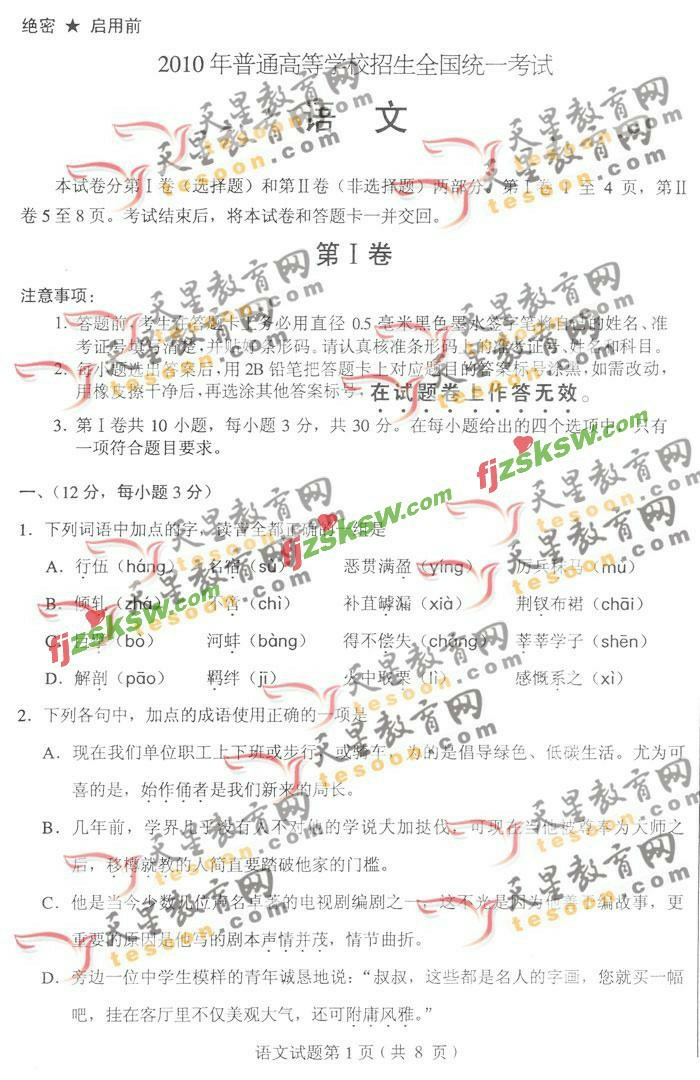 绝密 ★ 启用前
2010 年普通高等学校招生全国统一考试
语 文
本试卷分第Ⅰ卷（选择题）和第Ⅱ卷（非选择题）两部分。第Ⅰ卷 1 至 4 页，第Ⅱ
卷 5 至 8 页。考试结束后，将本试卷和答题卡一并交回。
第Ⅰ卷
注意事项：
1. 答题前，考生在答题卡上务必用直径 0.5 毫米黑色墨水签字笔将自己的姓名、准
考证号填写清楚，并贴好条形码。请认真核准条形码上的准考证号、姓名和科目。
2. 每小题选出答案后，用 2B 铅笔把答题卡上对应题目的答案标号涂黑，如需改动，
用橡皮擦干净后，再选涂其他答案标号，在试题卷上作答无效。
3. 第Ⅰ卷共 10 小题，每小题 3 分，共 30 分。在每小题给出的四个选项中，只有
一项符合题目要求。
一、（12 分，每小题 3 分）
1. 下列词语中加点的字，读音全都正确的一组是
A. 行伍（háng） 名宿（sù） 恶贯满盈（yíng） 厉兵秣马（mù）
B. 倾轧（zhá） 不啻（chì） 补苴罅漏（xià） 荆钗布裙（chāi）
C. 巨擘（bò） 河蚌（bàng） 得不偿失（cháng） 莘莘学子（shēn）
D. 解剖（pāo） 羁绊（jī） 火中取栗（lì） 感慨系之（xì）
2. 下列各句中，加点的成语使用正确的一项是
A. 现在我们单位职工上下班或步行，或骑车，为的是倡导绿色、低碳生活。尤为可
喜的是，始作俑者是我们新来的局长。
B. 几年前，学界几乎没有人不对他的学说大加挞伐，可现在当他被尊奉为大师之
后，移樽就教的人简直要踏破他家的门槛。
C. 他是当今少数几位声名卓著的电视剧编剧之一，这不光是因为他善于编故事，更
重要的原因是他写的剧本声情并茂，情节曲折。
D. 旁边一位中学生模样的青年诚恳地说：“叔叔，这些都是名人的字画，您就买一幅
吧，挂在客厅里不仅美观大气，还可附庸风雅。”
语文试题第 1 页（共 8 页）
天星教育网
tesoon.com
fjzsksw.com